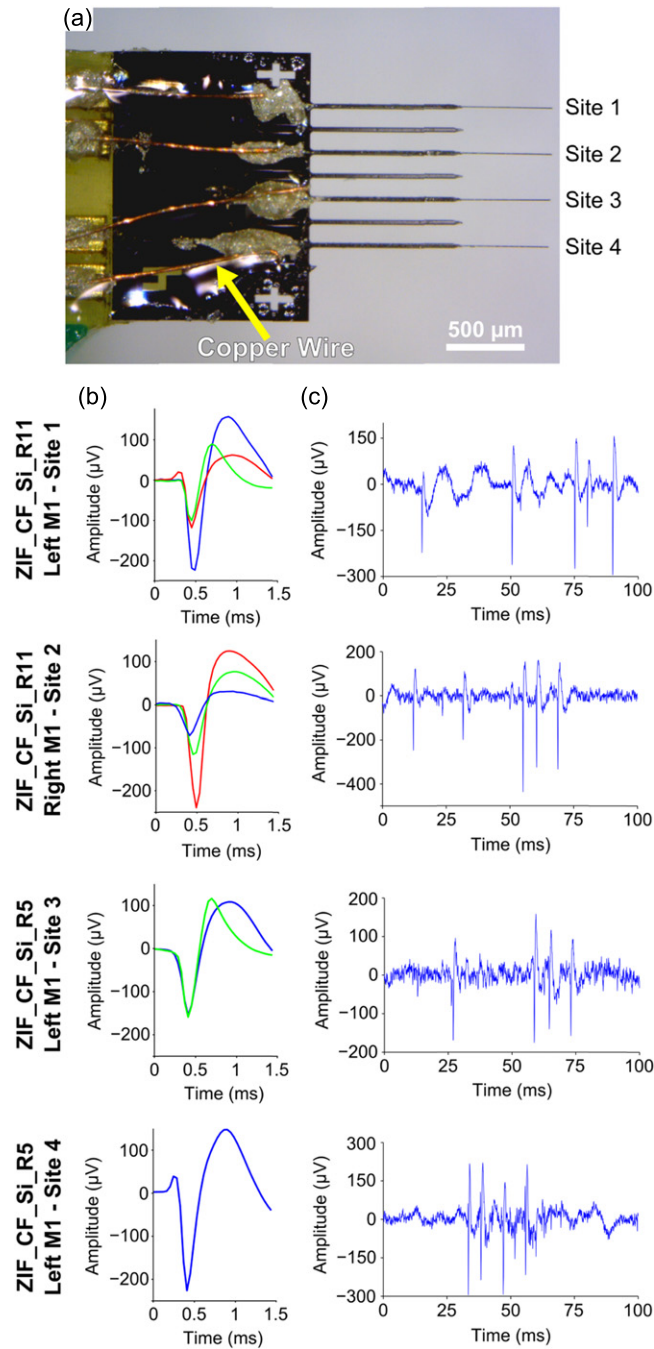 (a)
Site 1
Site 2
Site 3
Site 4
Copper Wire
500 µm
(b)
(c)
ZIF_CF_Si_R11
Left M1 - Site 1
Amplitude (µV)
100
0
−100
−200
0
0.5
1
1.5
Time (ms)
Amplitude (µV)
150
0
−150
−300
0
25
50
75
100
Time (ms)
ZIF_CF_Si_R11
Right M1 - Site 2
Amplitude (µV)
100
0
−100
−200
0
0.5
1
1.5
Time (ms)
Amplitude (µV)
200
0
−200
−400
0
25
50
75
100
Time (ms)
ZIF_CF_Si_R5
Left M1 - Site 3
Amplitude (µV)
100
0
−100
−200
0
0.5
1
1.5
Time (ms)
Amplitude (µV)
200
100
0
−100
−200
0
25
50
75
100
Time (ms)
ZIF_CF_Si_R5
Left M1 - Site 4
Amplitude (µV)
100
0
−100
−200
0
0.5
1
1.5
Time (ms)
Amplitude (µV)
300
150
0
−150
−300
0
25
50
75
100
Time (ms)